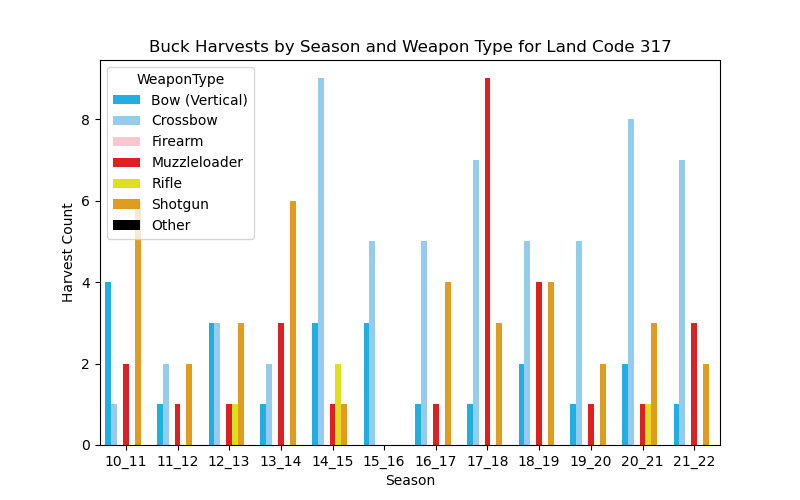 Buck Harvests by Season and Weapon Type for Land Code 317
WeaponType
Bow (Vertical)
Crossbow
Firearm
Muzzleloader
Rifle
Shotgun
Other
Harvest Count
8
6
4
2
0
10_11 11_12 12_13 13_14 14_15 15_16 16_17 17_18 18_19 19_20 20_21 21_22
Season